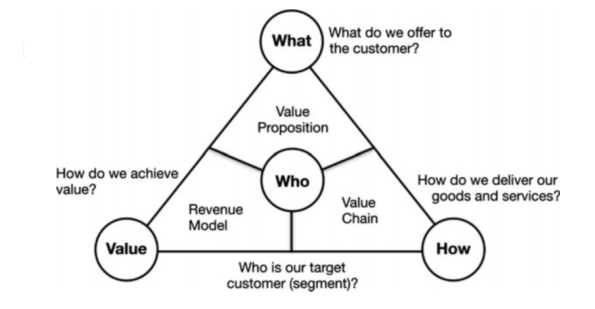 What
What do we offer to
the customer?
Value
Proposition
How do we achieve
value?
Who
How do we deliver our
goods and services?
Revenue
Model
Value
Chain
Value
How
Who is our target
customer (segment)?